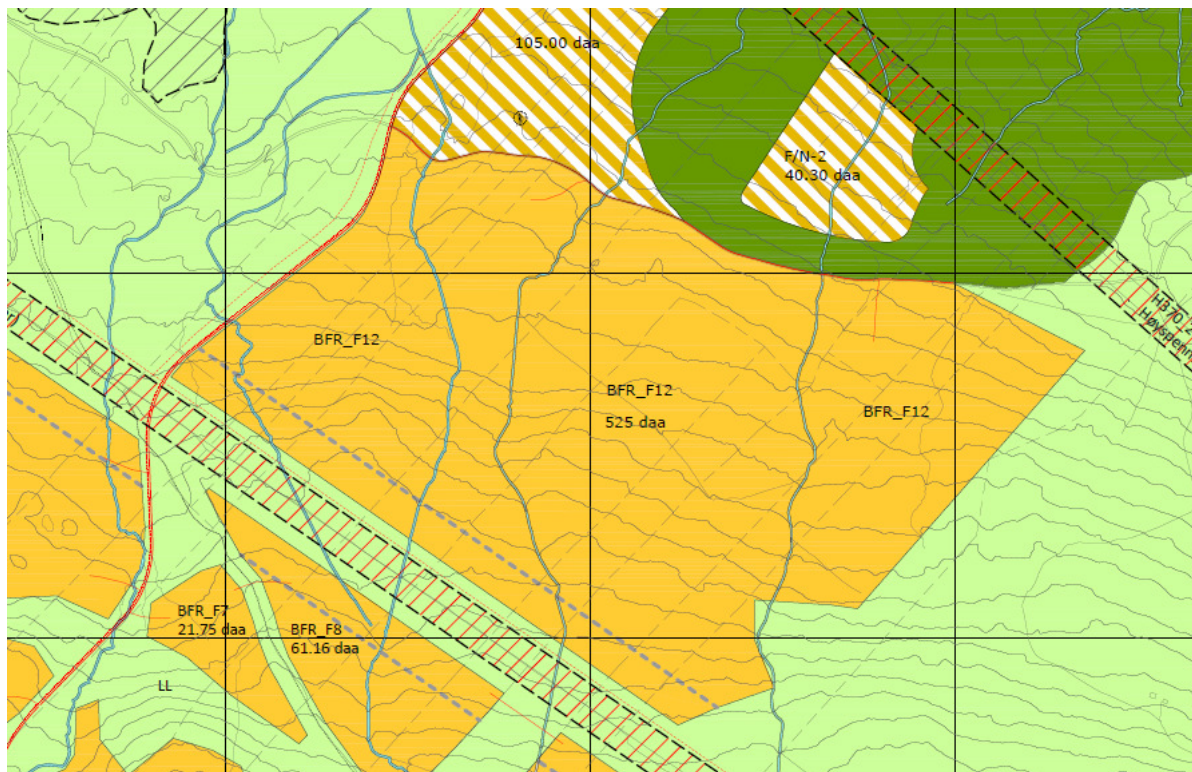 105.00 daa
F/N-2
40.30 daa
H370
Høyspenn
BFR_F12
BFR_F12
525 daa
BFR_F12
BFR_F7
21.75 daa
BFR_F8
61.16 daa
LL